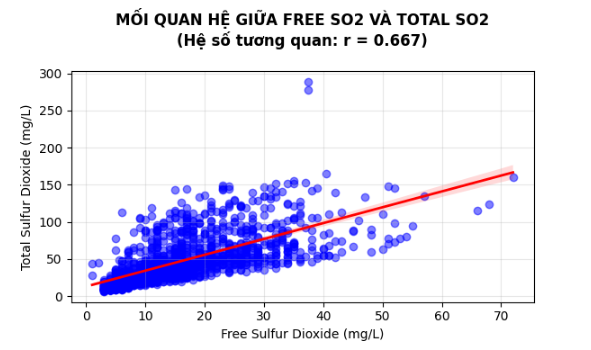 MỐI QUAN HỆ GIỮA FREE SO2 VÀ TOTAL SO2
(Hệ số tương quan: r = 0.667)
300
250
200
150
100
50
0
Total Sulfur Dioxide (mg/L)
0 10 20 30 40 50 60 70
Free Sulfur Dioxide (mg/L)